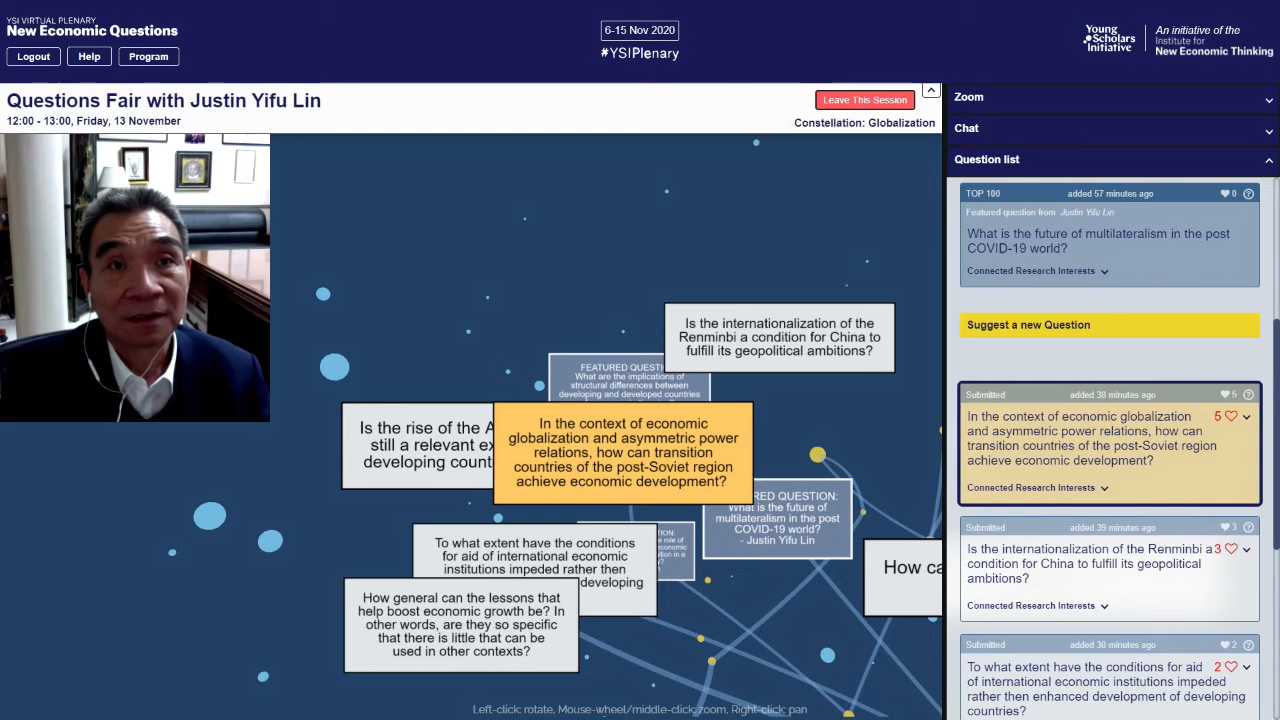 YSI VIRTUAL PLENARY
New Economic Questions
Logout
Help
Program
6-15 Nov 2020
#YSIPlenary
Young
Scholars
Initiative
An initiative of the
Institute for
New Economic Thinking
Questions Fair with Justin Yifu Lin
12:00 - 13:00, Friday, 13 November
Leave This Session
Constellation: Globalization
Is the internationalization of the
Renminbi a condition for China to
fulfill its geopolitical ambitions?
FEATURED QUESTI
What are the implications of
structural differences between
developing and developed countries
Is the rise of the A
still a relevant ex
developing count
In the context of economic
globalization and asymmetric power
relations, how can transition
countries of the post-Soviet region
achieve economic development?
RED QUESTION:
What is the future of
multilateralism in the post
COVID-19 world?
- Justin Yifu Lin
TION:
e role of
economic
ition in a
To what extent have the conditions
for aid of international economic
institutions impeded rather then
developing
How general can the lessons that
help boost economic growth be? In
other words, are they so specific
that there is little that can be
used in other contexts?
How ca
Left-click: rotate, Mouse-wheel/middle-click: zoom, Right-click: pan
Zoom
Chat
Question list
TOP 100 added 57 minutes ago 0
Featured question from Justin Yifu Lin
What is the future of multilateralism in the post
COVID-19 world?
Connected Research Interests
Suggest a new Question
Submitted added 38 minutes ago 5
In the context of economic globalization 5
and asymmetric power relations, how can
transition countries of the post-Soviet region
achieve economic development?
Connected Research Interests
Submitted added 39 minutes ago 3
Is the internationalization of the Renminbi a 3
condition for China to fulfill its geopolitical
ambitions?
Connected Research Interests
Submitted added 30 minutes ago 2
To what extent have the conditions for aid 2
of international economic institutions impeded
rather then enhanced development of developing
countries?